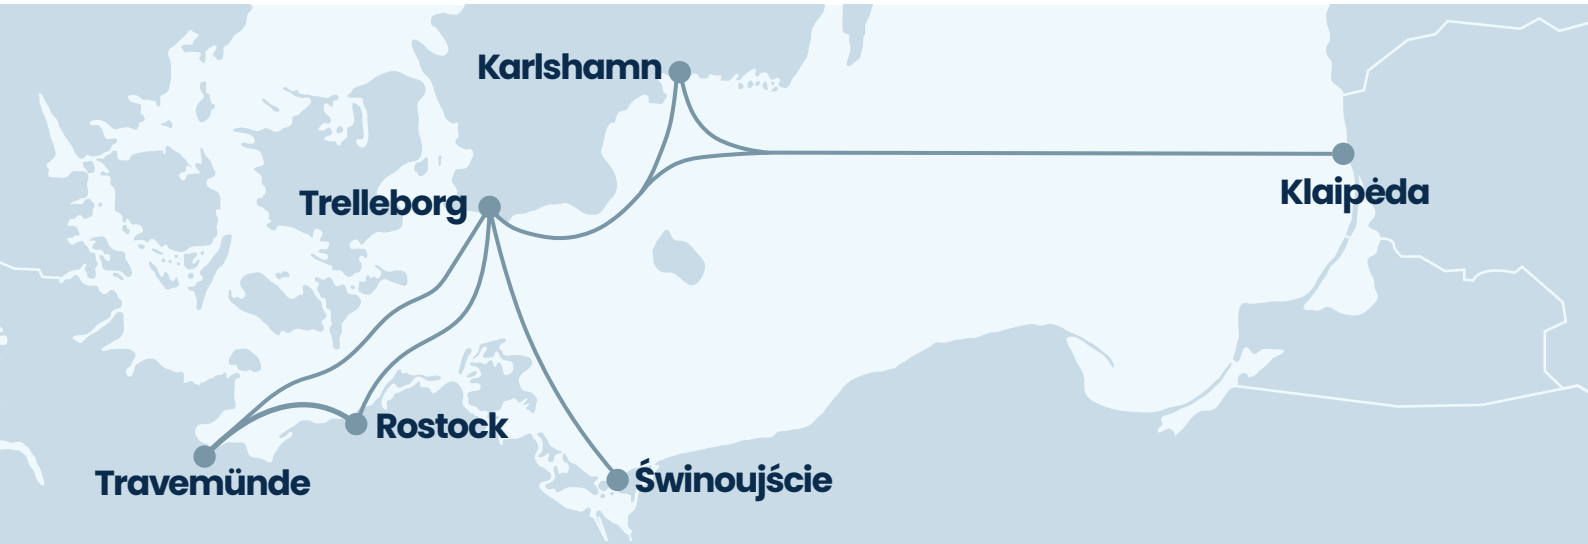 Karlshamn
Klaipėda
Trelleborg
Rostock
Travemünde
Świnoujście